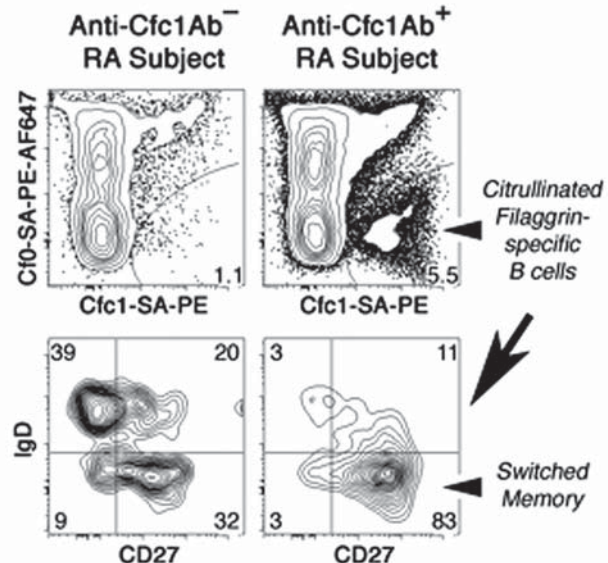 Anti-Cfc1Ab− Anti-Cfc1Ab+
RA Subject RA Subject
Cf0-SA-PE-AF647
1.1 5.5
Cfc1-SA-PE Cfc1-SA-PE
Citrullinated
Filaggrin-
specific
B cells
39 20 3 11
IgD
9 32 3 83
CD27 CD27
Switched
Memory